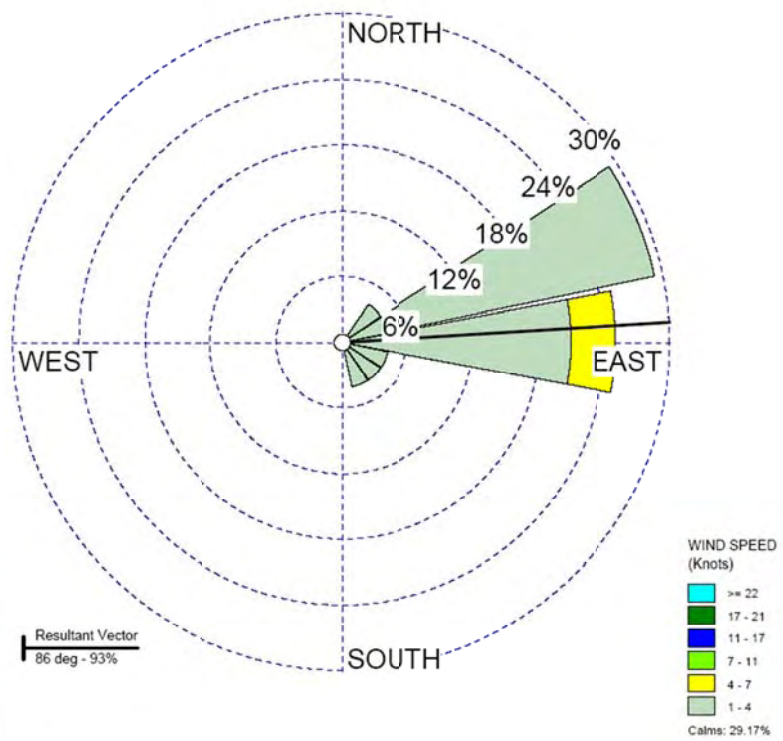 NORTH
30%
24%
18%
12%
6%
WEST
EAST
SOUTH
Resultant Vector
86 deg - 93%
WIND SPEED
(Knots)
>= 22
17 - 21
11 - 17
7 - 11
4 - 7
1 - 4
Calms: 29.17%